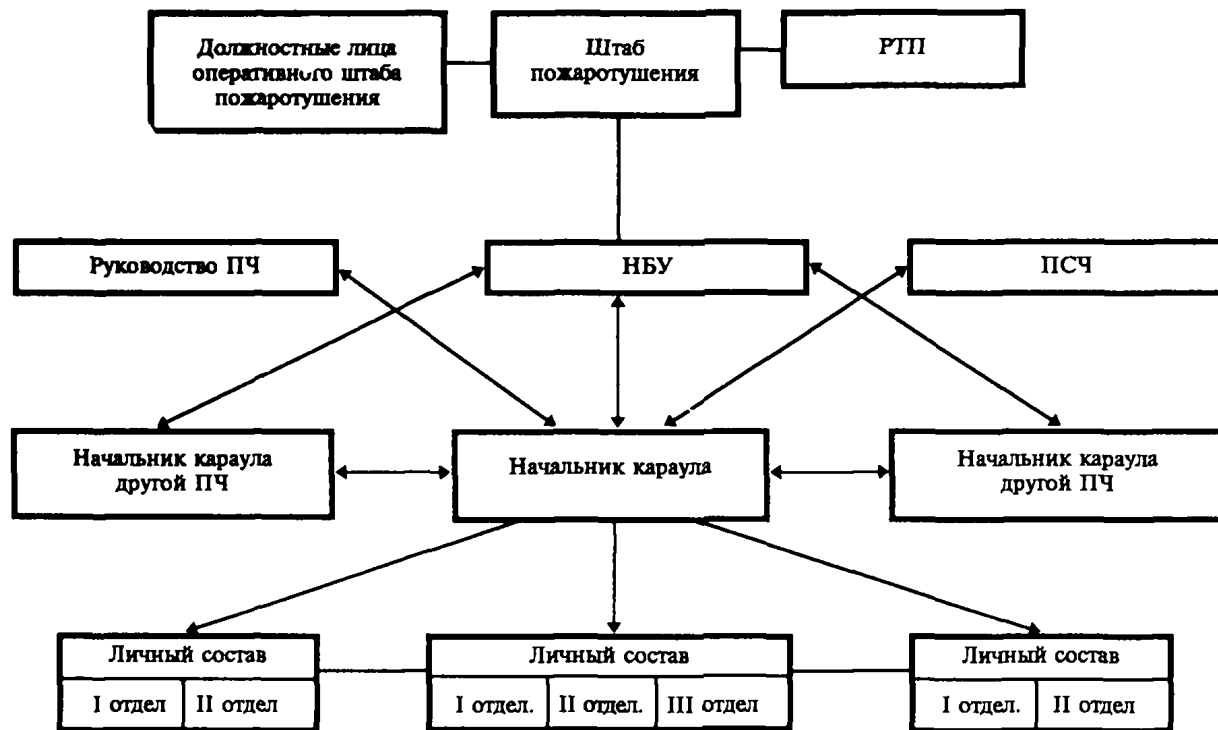 Должностные лица
оперативного штаба
пожаротушения
Штаб
пожаротушения
РТП
Руководство ПЧ
НБУ
ПСЧ
Начальник караула
другой ПЧ
Начальник караула
Начальник караула
другой ПЧ
Личный состав
I отдел
II отдел
Личный состав
I отдел.
II отдел.
III отдел
Личный состав
I отдел.
II отдел